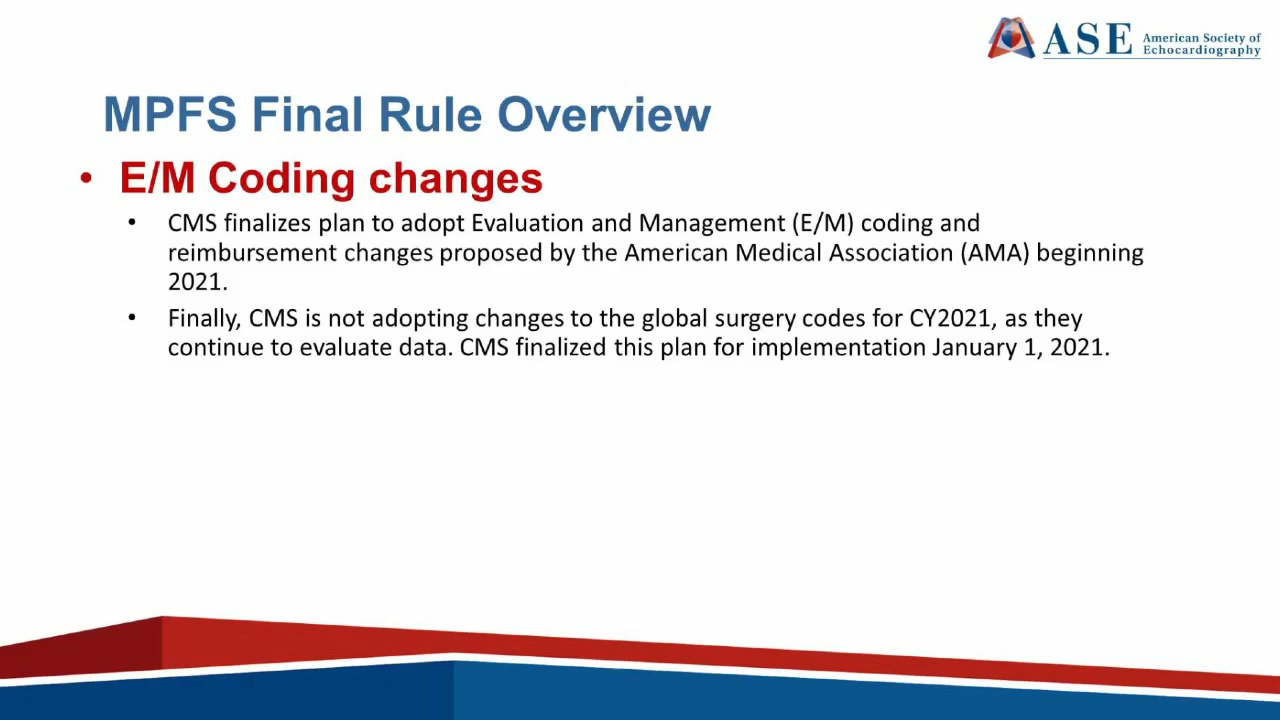 ASE American Society of
Echocardiography
MPFS Final Rule Overview
• E/M Coding changes
• CMS finalizes plan to adopt Evaluation and Management (E/M) coding and
reimbursement changes proposed by the American Medical Association (AMA) beginning
2021.
• Finally, CMS is not adopting changes to the global surgery codes for CY2021, as they
continue to evaluate data. CMS finalized this plan for implementation January 1, 2021.